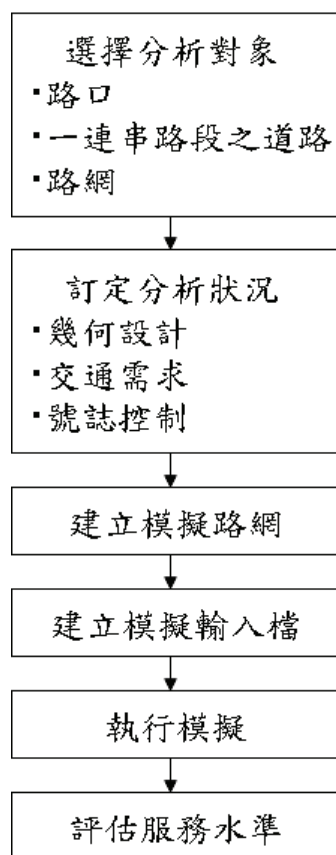 選擇分析對象
▪路口
▪一連串路段之道路
▪路網
訂定分析狀況
▪幾何設計
▪交通需求
▪號誌控制
建立模擬路網
建立模擬輸入檔
執行模擬
評估服務水準